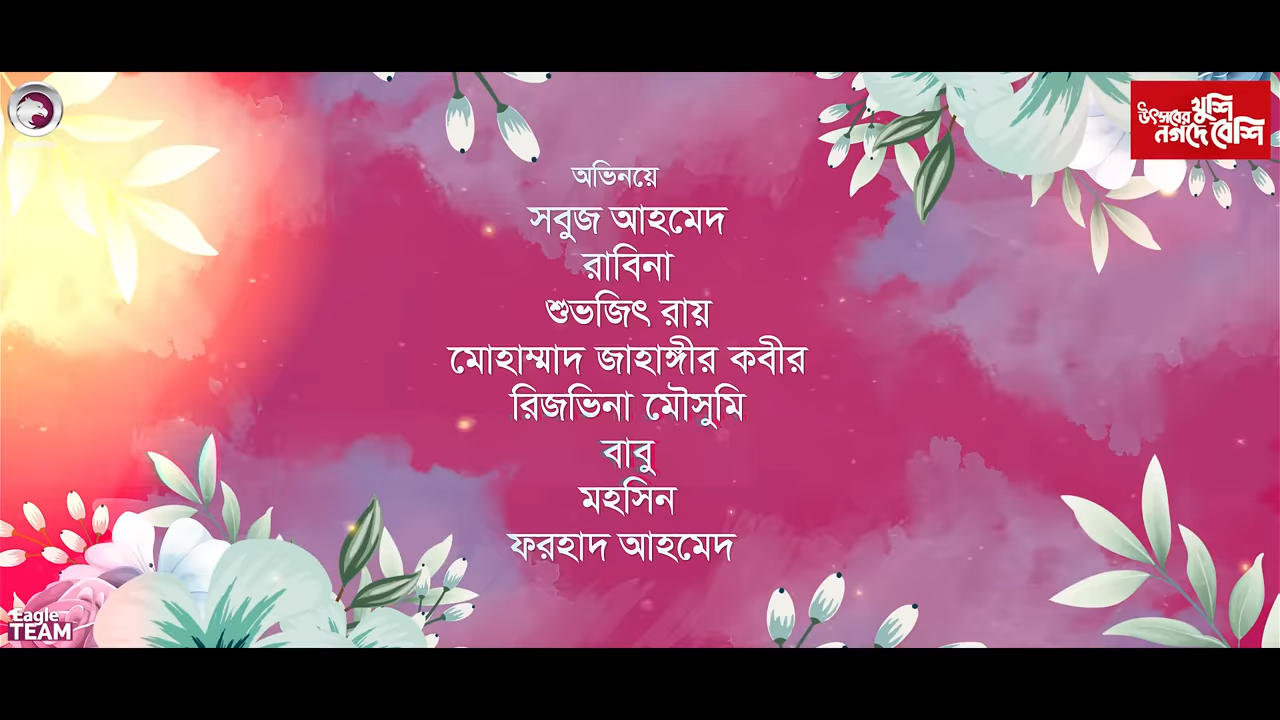 উৎসবের খুশি
নগদে বেশি
অভিনয়ে
সবুজ আহমেদ
রাবিনা
শুভজিৎ রায়
মোহাম্মাদ জাহাঙ্গীর কবীর
রিজভিনা মৌসুমি
বাবু
মহসিন
ফরহাদ আহমেদ
Eagle
TEAM